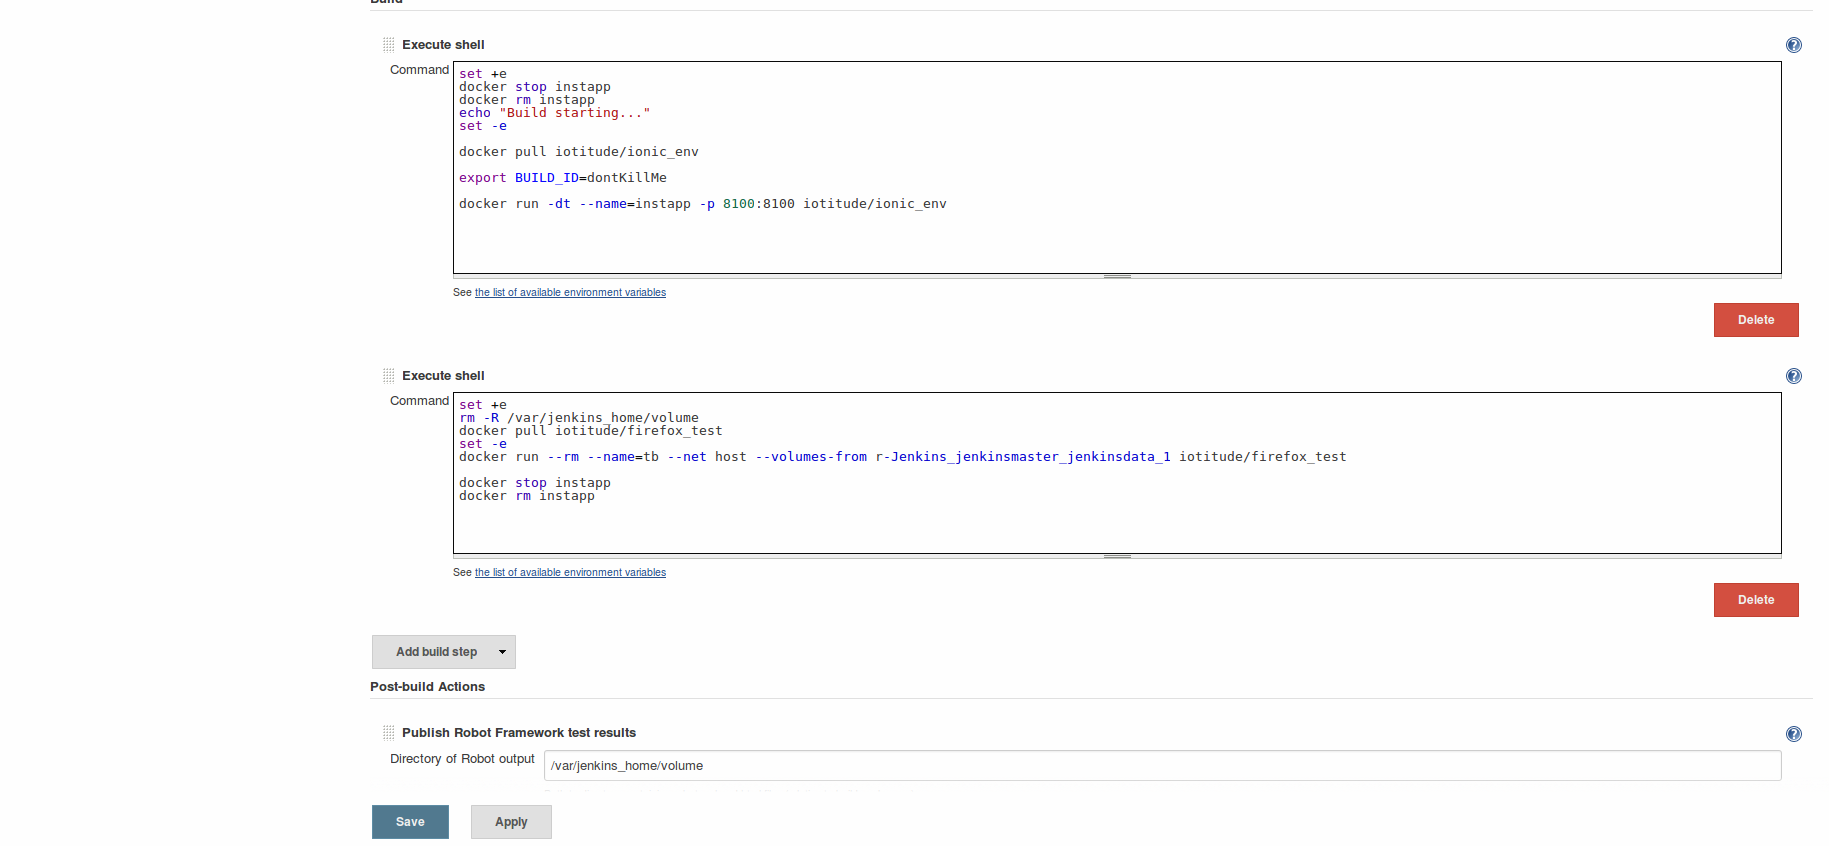 Build
Execute shell
Command
set +e
docker stop instapp
docker rm instapp
echo "Build starting..."
set -e
docker pull iotitude/ionic_env
export BUILD_ID=dontKillMe
docker run -dt --name=instapp -p 8100:8100 iotitude/ionic_env
See the list of available environment variables
Delete
Execute shell
Command
set +e
rm -R /var/jenkins_home/volume
docker pull iotitude/firefox_test
set -e
docker run --rm --name=tb --net host --volumes-from r-Jenkins_jenkinsmaster_jenkinsdata_1 iotitude/firefox_test
docker stop instapp
docker rm instapp
See the list of available environment variables
Delete
Add build step
Post-build Actions
Publish Robot Framework test results
Directory of Robot output
/var/jenkins_home/volume
Save
Apply